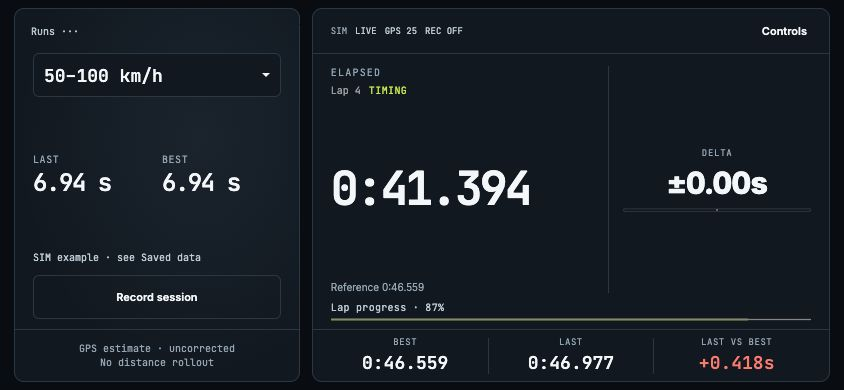 Runs ···
50–100 km/h
LAST BEST
6.94 s 6.94 s
SIM example · see Saved data
Record session
GPS estimate · uncorrected
No distance rollout
SIM LIVE GPS 25 REC OFF
Controls
ELAPSED
Lap 4 TIMING
0:41.394
Reference 0:46.559
Lap progress · 87%
DELTA
±0.00s
BEST LAST LAST VS BEST
0:46.559 0:46.977 +0.418s